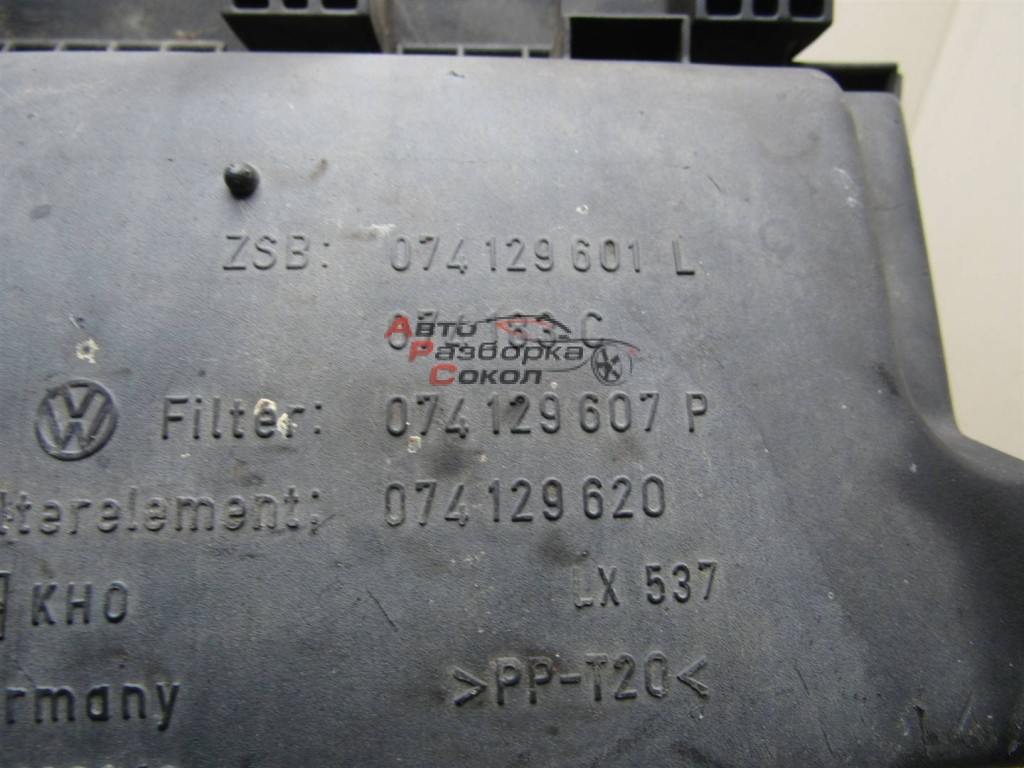 ZSB: 074 129 601 L
Авто
Разборка
Сокол
Filter: 074 129 607 P
lterelement: 074 129 620
KHO LX 537
rmany >PP-T20<